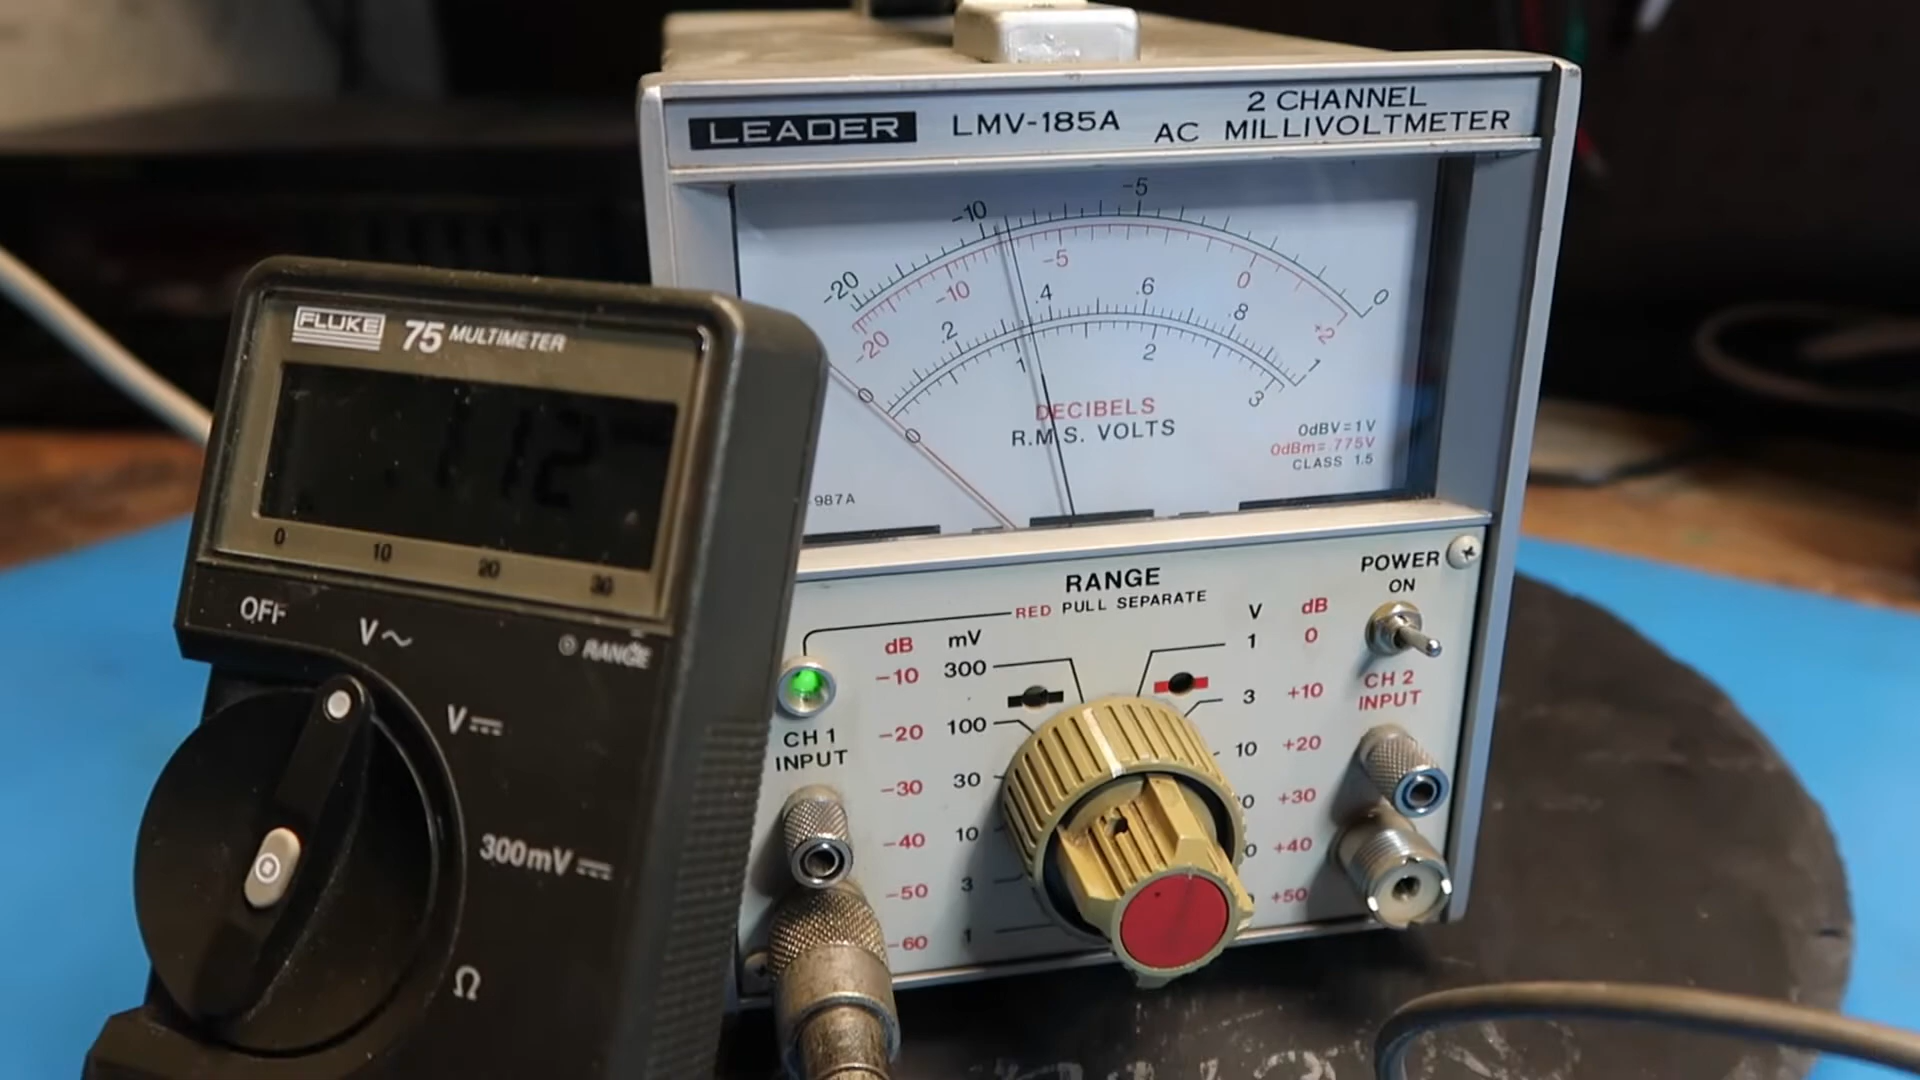 LEADER LMV-185A 2 CHANNEL
AC MILLIVOLTMETER
-20 -10 -5 0
-20 -10 -5 0 +2
0 .2 .4 .6 .8 1
0 1 2 3
DECIBELS
R.M.S. VOLTS
0dBV=1V
0dBm=.775V
CLASS 1.5
987A
RANGE
RED PULL SEPARATE
dB mV
-10 300
-20 100
-30 30
-40 10
-50 3
-60 1
V dB
1 0
3 +10
10 +20
+30
+40
+50
POWER
ON
CH 1
INPUT
CH 2
INPUT
FLUKE 75 MULTIMETER
.112
0 10 20 30
OFF
V~
RANGE
V⎓
300mV⎓
Ω